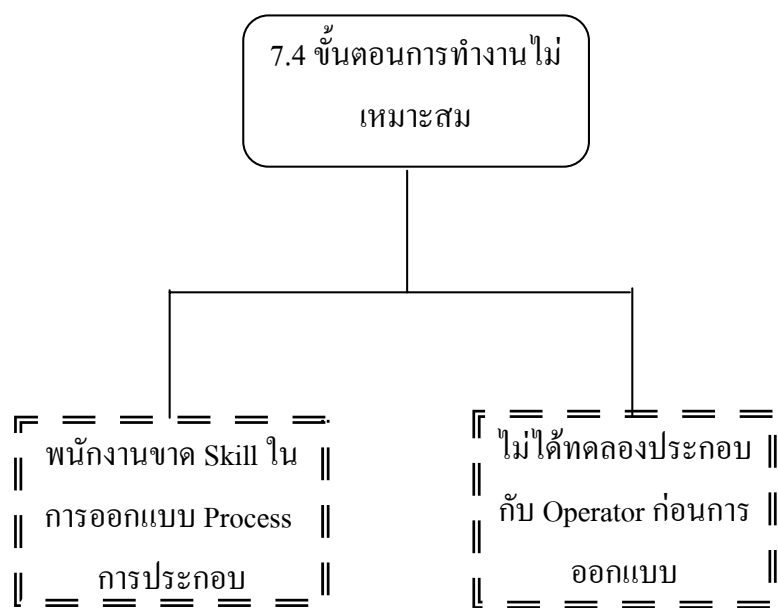 7.4 ขั้นตอนการทำงานไม่
เหมาะสม
พนักงานขาด Skill ใน
การออกแบบ Process
การประกอบ
ไม่ได้ทดลองประกอบ
กับ Operator ก่อนการ
ออกแบบ